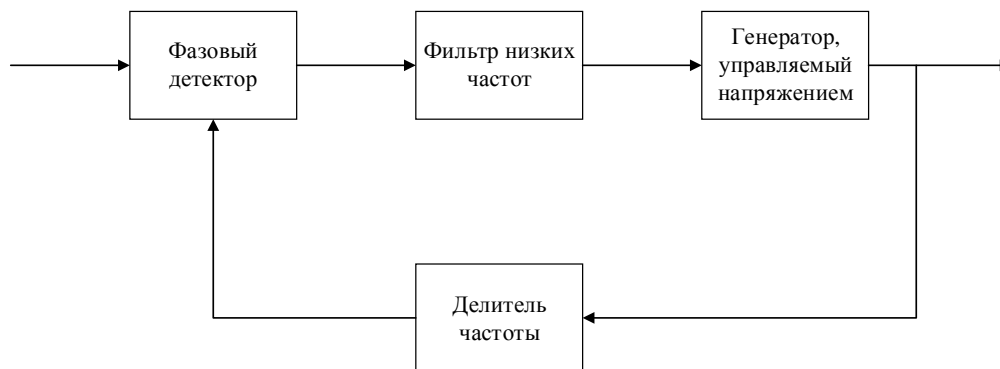 Фазовый
детектор
Фильтр низких
частот
Генератор,
управляемый
напряжением
Делитель
частоты